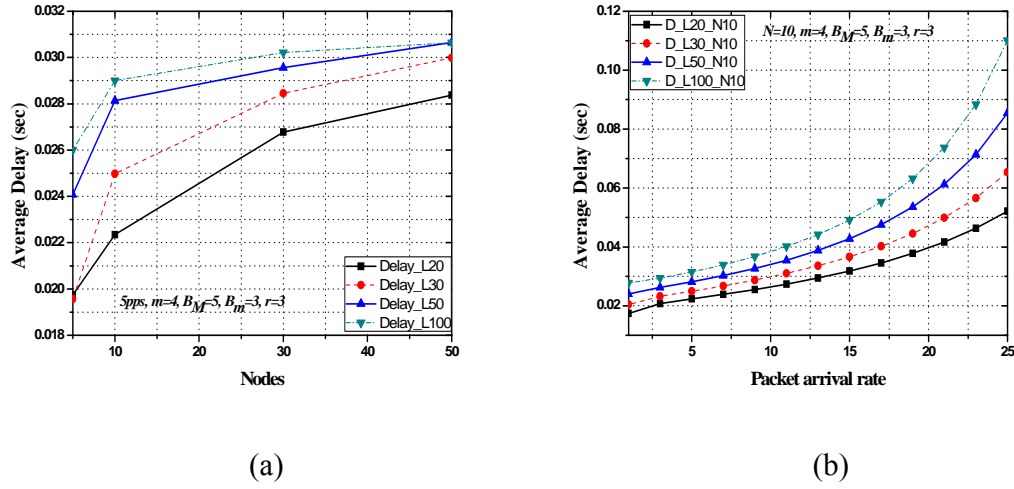 0.032
0.030
0.028
0.026
0.024
0.022
0.020
0.018
Average Delay (sec)
5pps, m=4, B_M=5, B_m=3, r=3
Delay_L20
Delay_L30
Delay_L50
Delay_L100
10 20 30 40 50
Nodes
(a)
0.12
0.10
0.08
0.06
0.04
0.02
Average Delay (sec)
D_L20_N10
D_L30_N10
D_L50_N10
D_L100_N10
N=10, m=4, B_M=5, B_m=3, r=3
5 10 15 20 25
Packet arrival rate
(b)